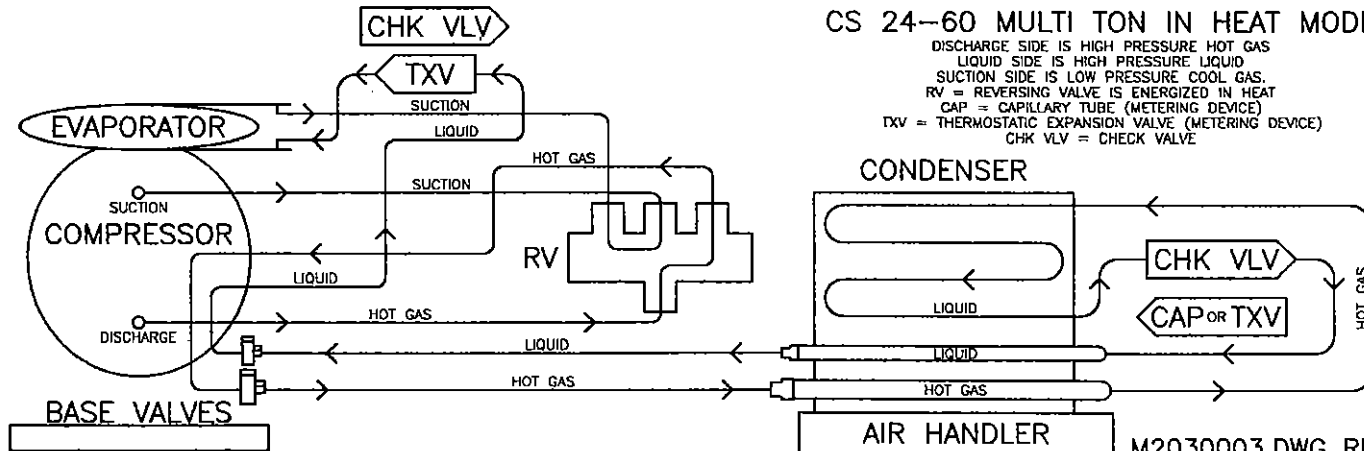 CS 24-60 MULTI TON IN HEAT MODE
DISCHARGE SIDE IS HIGH PRESSURE HOT GAS
LIQUID SIDE IS HIGH PRESSURE LIQUID
SUCTION SIDE IS LOW PRESSURE COOL GAS.
RV = REVERSING VALVE IS ENERGIZED IN HEAT
CAP = CAPILLARY TUBE (METERING DEVICE)
TXV = THERMOSTATIC EXPANSION VALVE (METERING DEVICE)
CHK VLV = CHECK VALVE
CHK VLV
TXV
SUCTION
EVAPORATOR
LIQUID
HOT GAS
SUCTION
SUCTION
COMPRESSOR
RV
LIQUID
HOT GAS
DISCHARGE
LIQUID
HOT GAS
BASE VALVES
CONDENSER
CHK VLV
LIQUID
CAP OR TXV
HOT GAS
LIQUID
HOT GAS
AIR HANDLER
M2030003.DWG